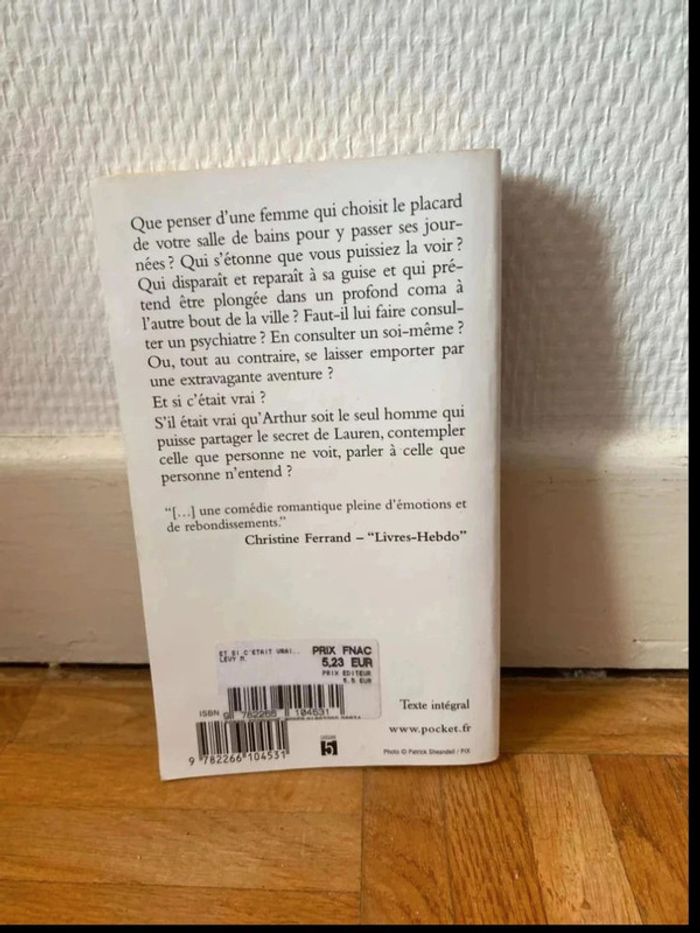 Que penser d'une femme qui choisit le placard
de votre salle de bains pour y passer ses jour-
nées ? Qui s'étonne que vous puissiez la voir ?
Qui disparaît et reparaît à sa guise et qui pré-
tend être plongée dans un profond coma à
l'autre bout de la ville ? Faut-il lui faire consul-
ter un psychiatre ? En consulter un soi-même ?
Ou, tout au contraire, se laisser emporter par
une extravagante aventure ?
Et si c'était vrai ?
S'il était vrai qu'Arthur soit le seul homme qui
puisse partager le secret de Lauren, contempler
celle que personne ne voit, parler à celle que
personne n'entend ?
“[…] une comédie romantique pleine d'émotions et
de rebondissements.”
Christine Ferrand – “Livres-Hebdo”
ET SI C'ETAIT VRAI..
LEVY M.
PRIX FNAC
5,23 EUR
PRIX EDITEUR
5.5 EUR
ISBN
9 782266 104531
9 782266 104531
5
Texte intégral
www.pocket.fr
Photo © Patrick Sheandell / PIX